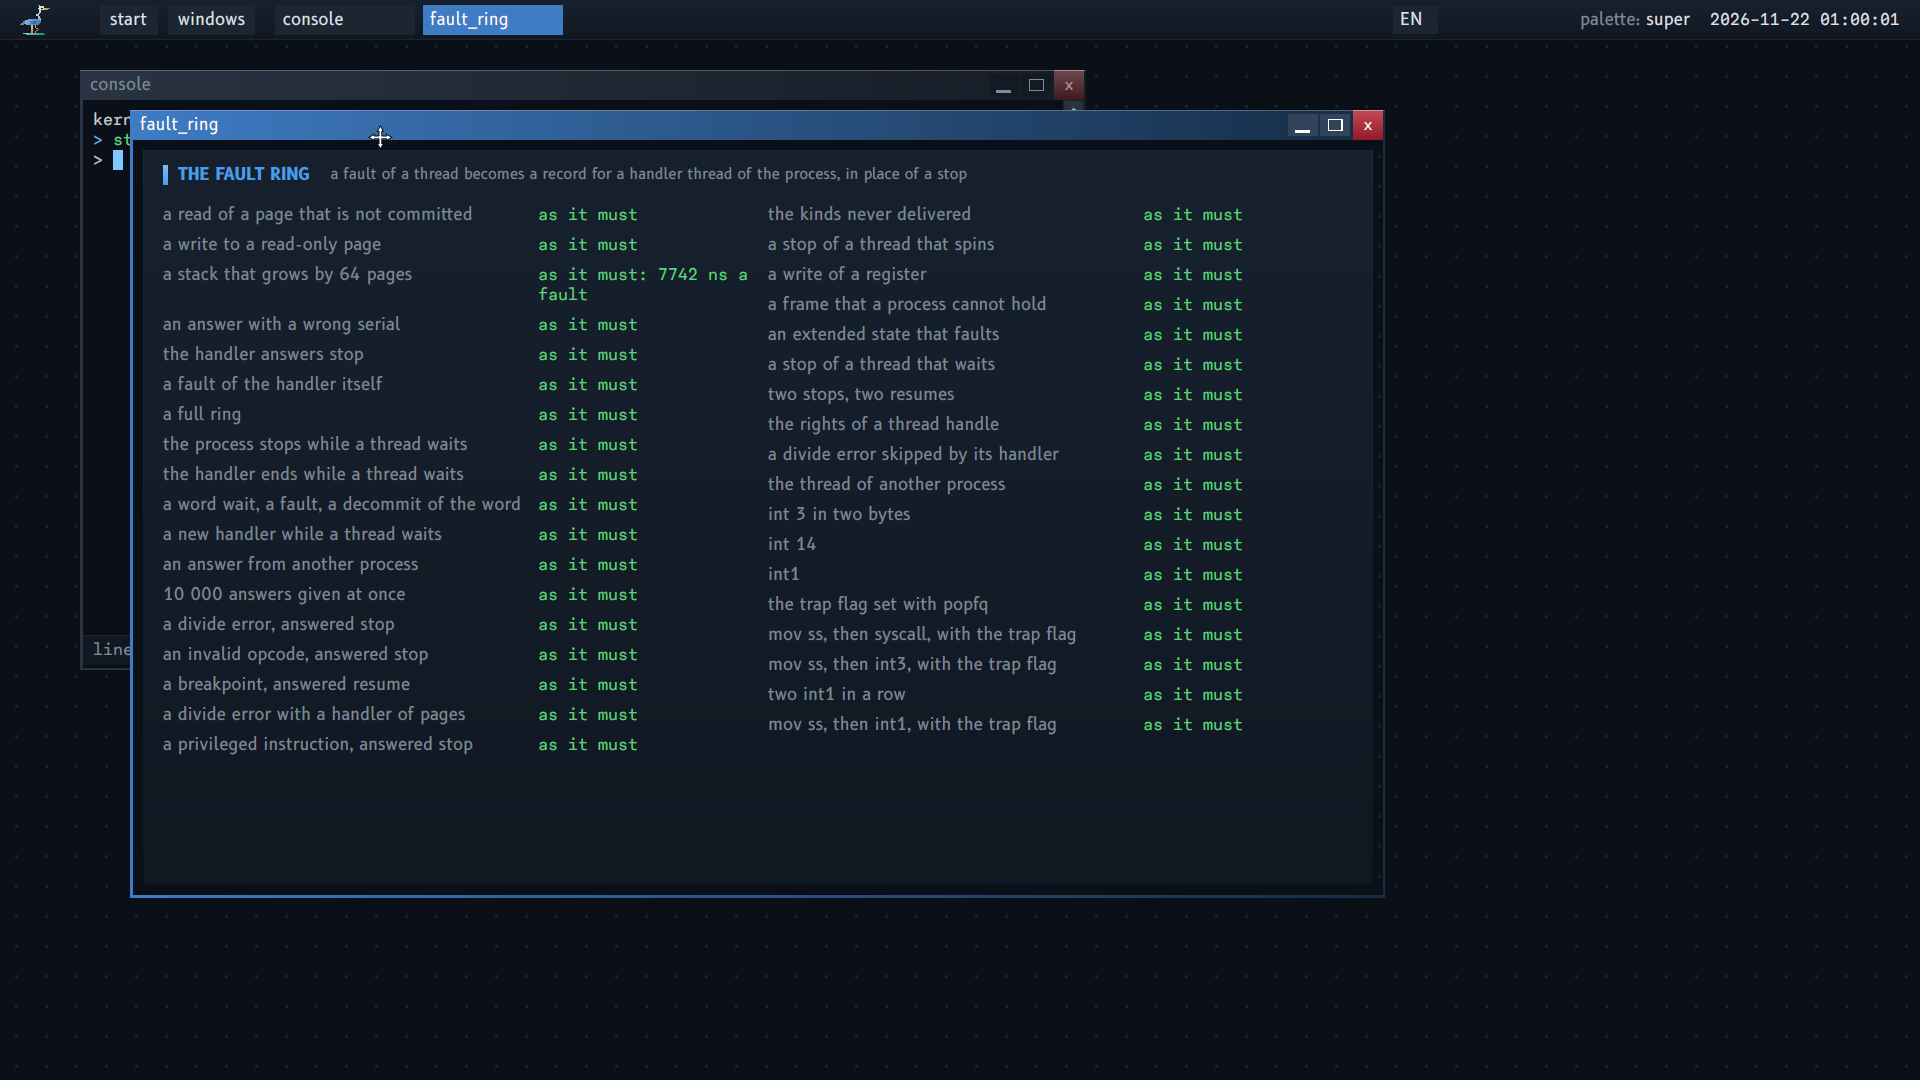 start windows console fault_ring EN palette: super 2026-11-22 01:00:01
console x
kern
> st
>
line
fault_ring x
THE FAULT RING a fault of a thread becomes a record for a handler thread of the process, in place of a stop
a read of a page that is not committed as it must
a write to a read-only page as it must
a stack that grows by 64 pages as it must: 7742 ns a
fault
an answer with a wrong serial as it must
the handler answers stop as it must
a fault of the handler itself as it must
a full ring as it must
the process stops while a thread waits as it must
the handler ends while a thread waits as it must
a word wait, a fault, a decommit of the word as it must
a new handler while a thread waits as it must
an answer from another process as it must
10 000 answers given at once as it must
a divide error, answered stop as it must
an invalid opcode, answered stop as it must
a breakpoint, answered resume as it must
a divide error with a handler of pages as it must
a privileged instruction, answered stop as it must
the kinds never delivered as it must
a stop of a thread that spins as it must
a write of a register as it must
a frame that a process cannot hold as it must
an extended state that faults as it must
a stop of a thread that waits as it must
two stops, two resumes as it must
the rights of a thread handle as it must
a divide error skipped by its handler as it must
the thread of another process as it must
int 3 in two bytes as it must
int 14 as it must
int1 as it must
the trap flag set with popfq as it must
mov ss, then syscall, with the trap flag as it must
mov ss, then int3, with the trap flag as it must
two int1 in a row as it must
mov ss, then int1, with the trap flag as it must